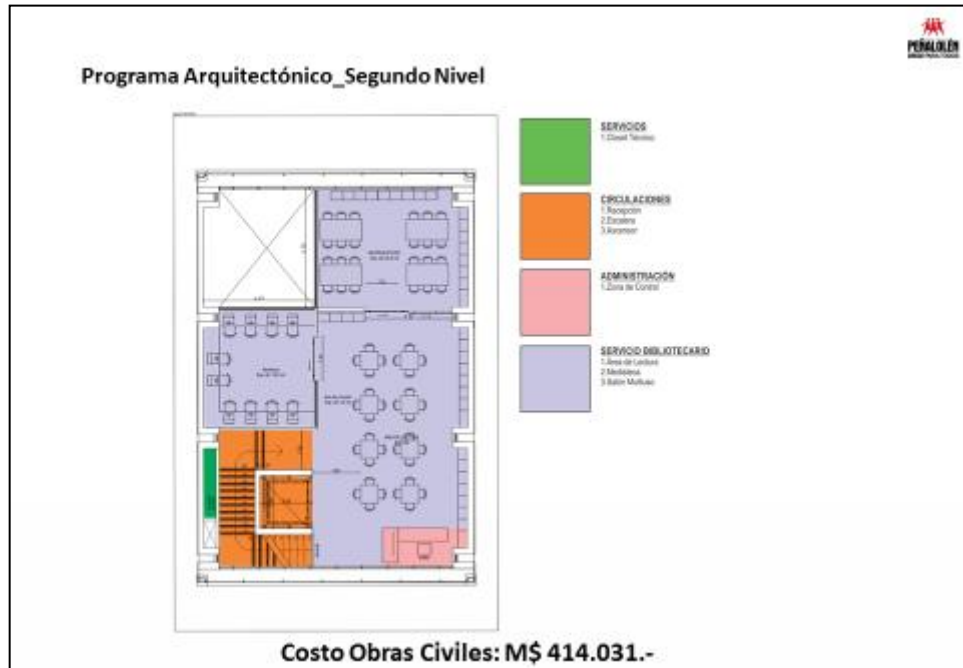 PEÑALOLÉN
Programa Arquitectónico_Segundo Nivel
SERVICIOS
1.Closet Técnico
CIRCULACIONES
1.Recepción
2.Escalera
3.Ascensor
ADMINISTRACIÓN
1.Zona de Control
SERVICIO BIBLIOTECARIO
1.Area de Lectura
2.Mediateca
3.Salón Multiuso
Costo Obras Civiles: M$ 414.031.-